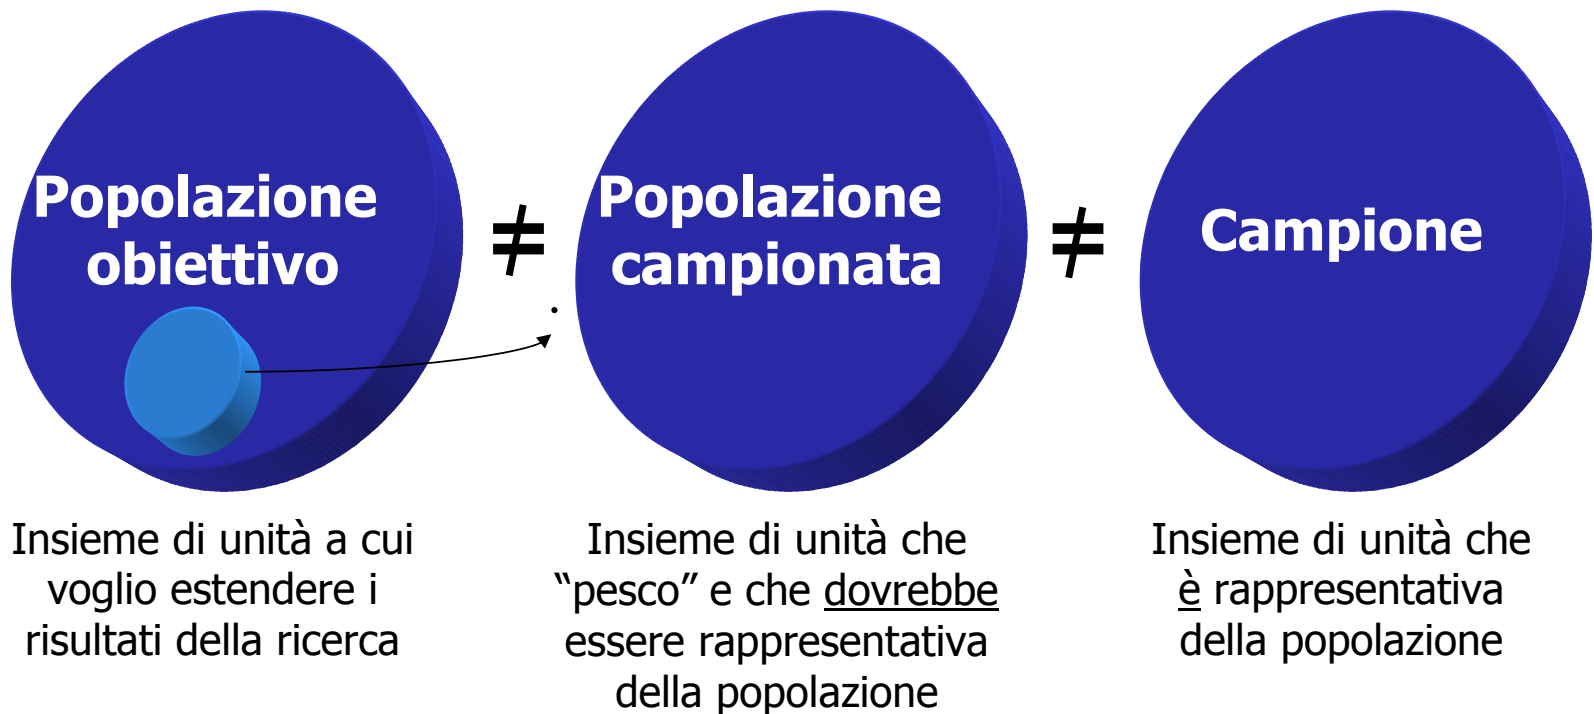 Popolazione
obiettivo
≠
Popolazione
campionata
≠
Campione
.
Insieme di unità a cui
voglio estendere i
risultati della ricerca
Insieme di unità che
“pesco” e che dovrebbe
essere rappresentativa
della popolazione
Insieme di unità che
è rappresentativa
della popolazione